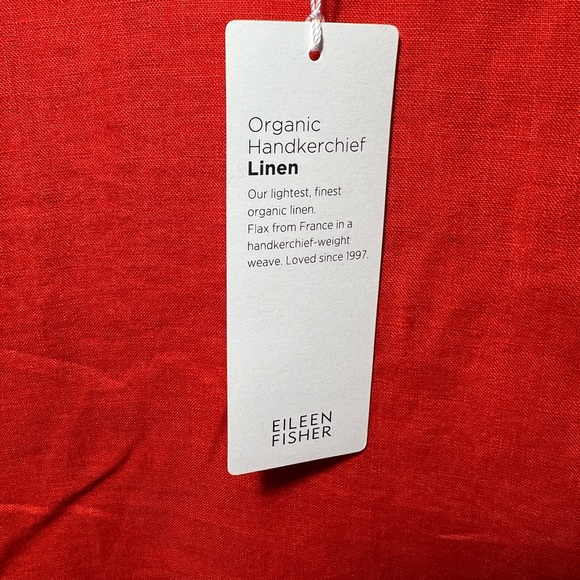 Organic
Handkerchief
Linen
Our lightest, finest
organic linen.
Flax from France in a
handkerchief-weight
weave. Loved since 1997.
EILEEN
FISHER